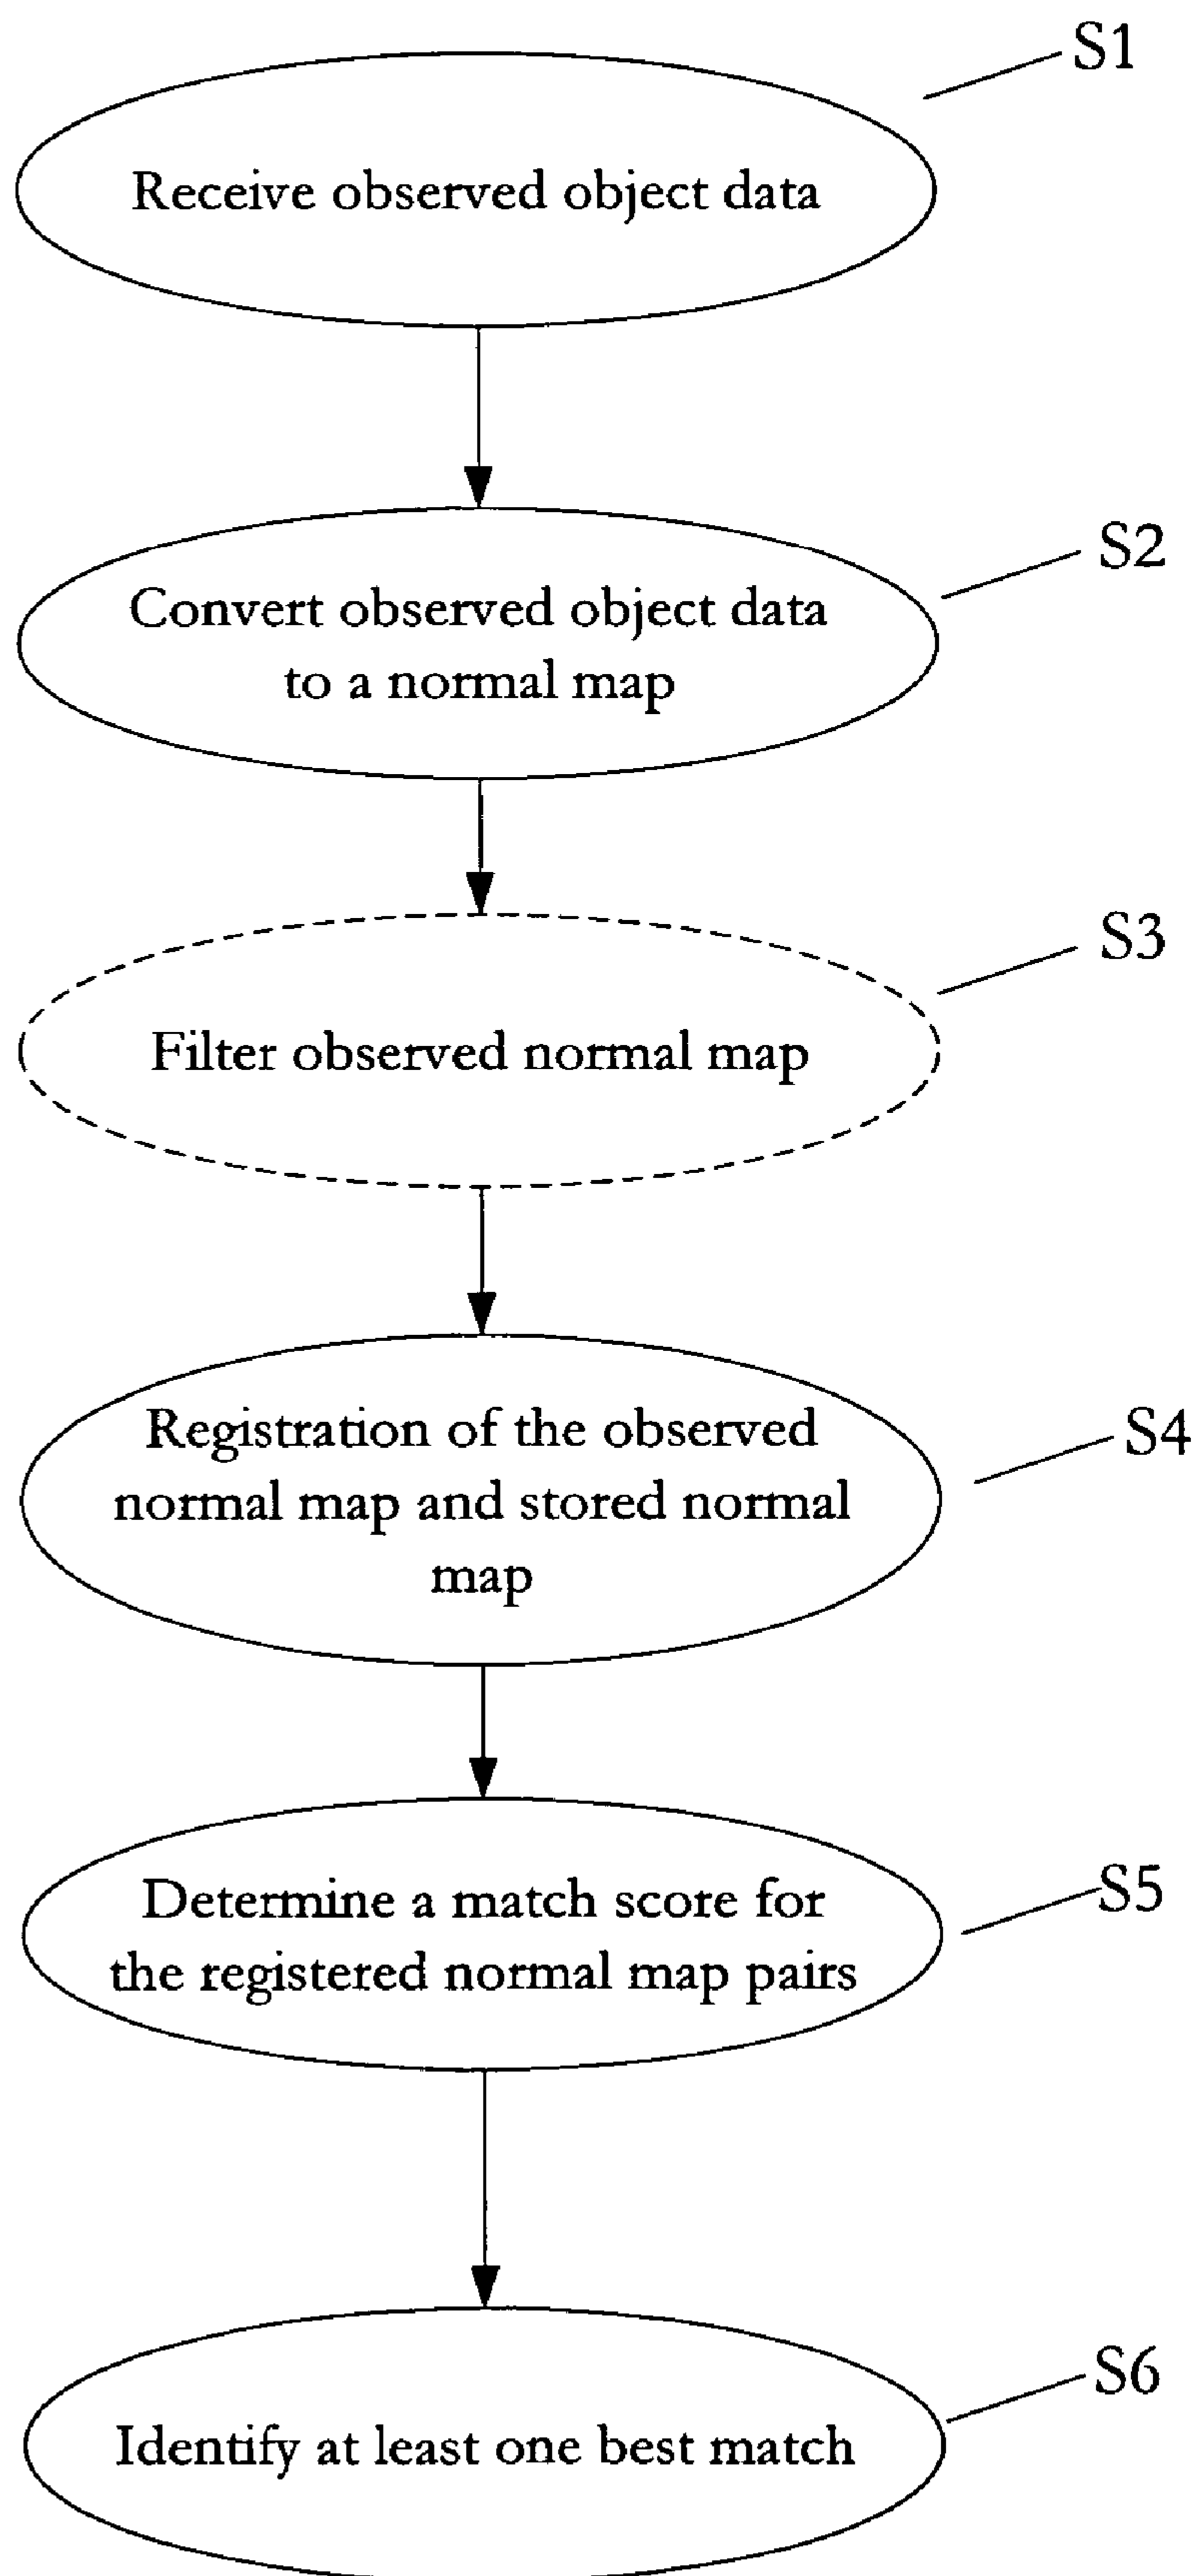 S1
Receive observed object data
S2
Convert observed object data
to a normal map
S3
Filter observed normal map
S4
Registration of the observed
normal map and stored normal
map
S5
Determine a match score for
the registered normal map pairs
S6
Identify at least one best match